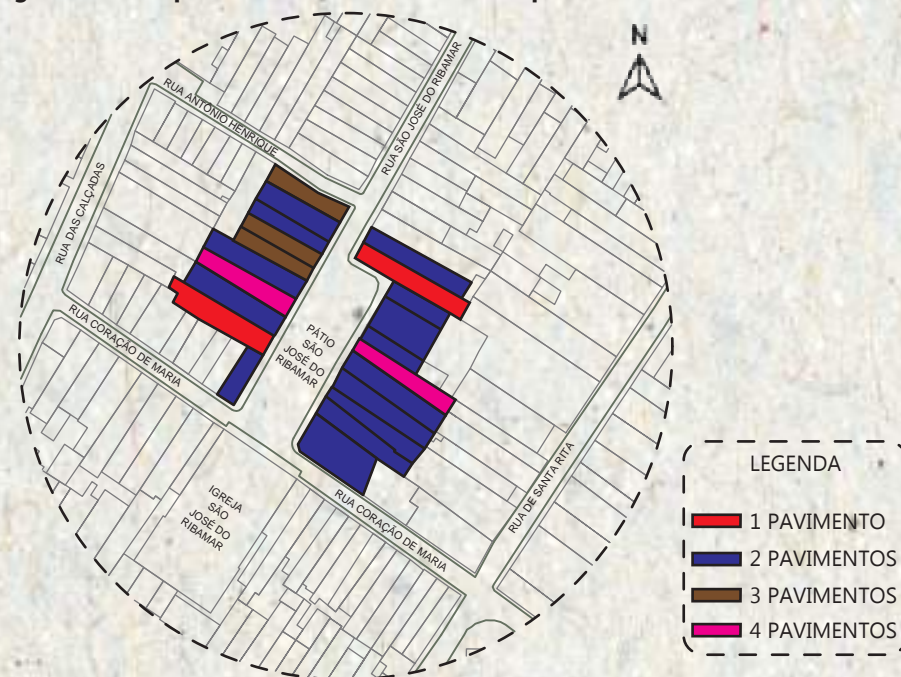 N
RUA ANTÔNIO HENRIQUE
RUA SÃO JOSÉ DO RIBAMAR
RUA DAS CALÇADAS
PÁTIO
SÃO
JOSÉ DO
RIBAMAR
RUA CORAÇÃO DE MARIA
RUA DE SANTA RITA
IGREJA
SÃO
JOSÉ DO
RIBAMAR
RUA CORAÇÃO DE MARIA
LEGENDA
1 PAVIMENTO
2 PAVIMENTOS
3 PAVIMENTOS
4 PAVIMENTOS